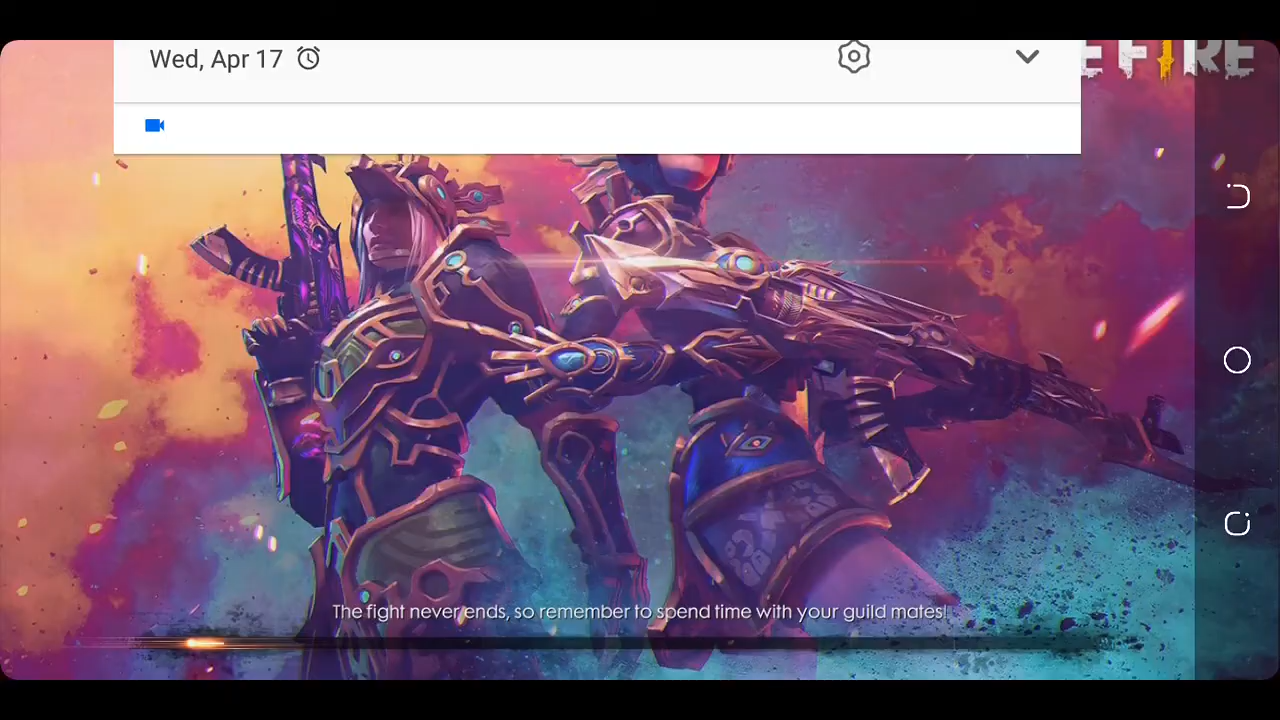 Wed, Apr 17
E FIRE
The fight never ends, so remember to spend time with your guild mates!